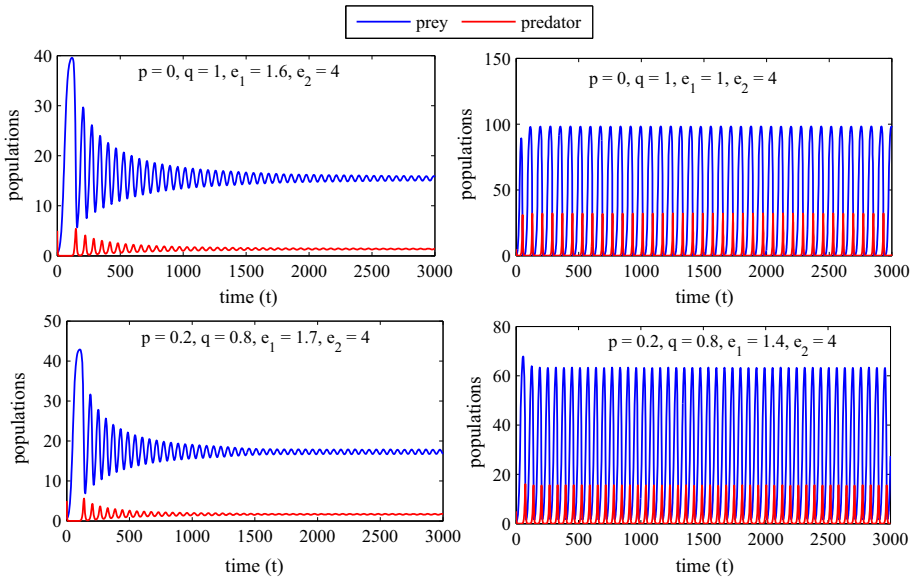 prey predator
p = 0, q = 1, e₁ = 1.6, e₂ = 4
populations
40
30
20
10
0
0 500 1000 1500 2000 2500 3000
time (t)
p = 0, q = 1, e₁ = 1, e₂ = 4
populations
150
100
50
0
0 500 1000 1500 2000 2500 3000
time (t)
p = 0.2, q = 0.8, e₁ = 1.7, e₂ = 4
populations
50
40
30
20
10
0
0 500 1000 1500 2000 2500 3000
time (t)
p = 0.2, q = 0.8, e₁ = 1.4, e₂ = 4
populations
80
60
40
20
0
0 500 1000 1500 2000 2500 3000
time (t)